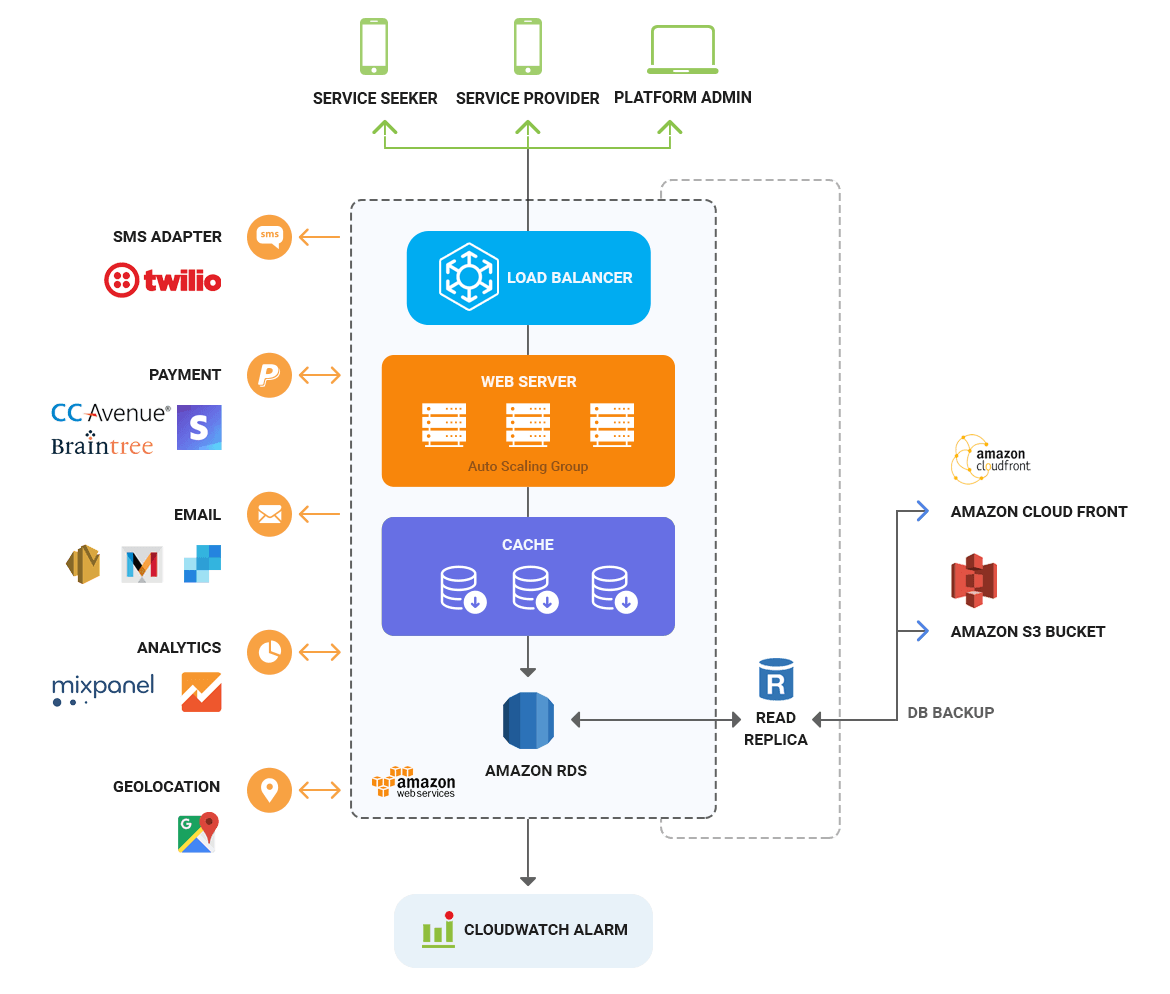 SERVICE SEEKER
SERVICE PROVIDER
PLATFORM ADMIN
SMS ADAPTER
sms
twilio
LOAD BALANCER
PAYMENT
P
CCAvenue®
S
Braintree
WEB SERVER
Auto Scaling Group
EMAIL
M
CACHE
ANALYTICS
mixpanel
AMAZON RDS
GEOLOCATION
G
amazon
web services
R
READ
REPLICA
DB BACKUP
amazon
cloudfront
AMAZON CLOUD FRONT
AMAZON S3 BUCKET
CLOUDWATCH ALARM